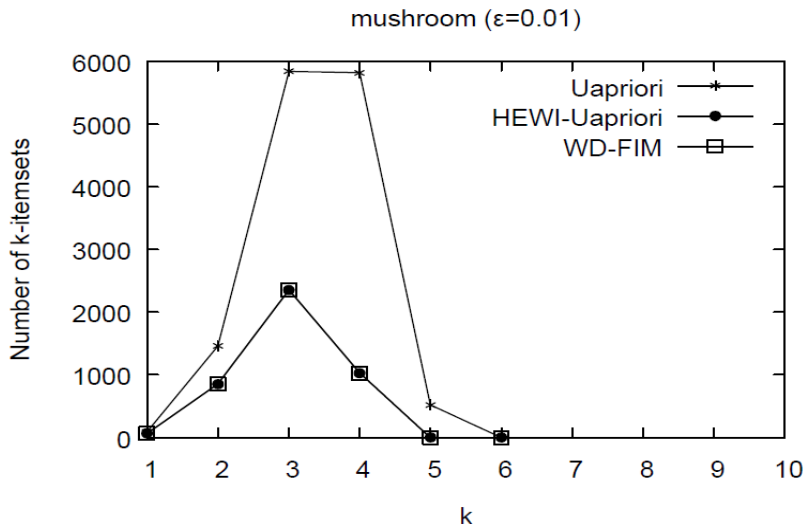 mushroom (ε=0.01)
6000
5000
4000
3000
2000
1000
0
Number of k-itemsets
Uapriori
HEWI-Uapriori
WD-FIM
1 2 3 4 5 6 7 8 9 10
k